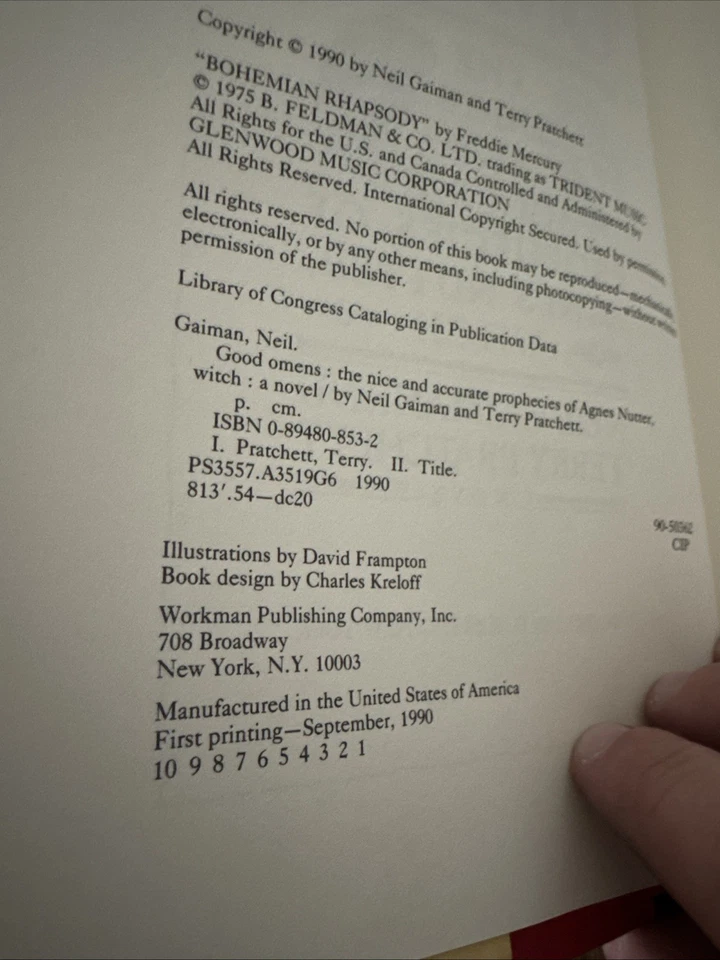 Copyright © 1990 by Neil Gaiman and Terry Pratchett
"BOHEMIAN RHAPSODY" by Freddie Mercury
© 1975 B. FELDMAN & CO. LTD. trading as TRIDENT MUSIC
All Rights for the U.S. and Canada Controlled and Administered by
GLENWOOD MUSIC CORPORATION
All Rights Reserved. International Copyright Secured. Used by permission.
All rights reserved. No portion of this book may be reproduced—mechanically,
electronically, or by any other means, including photocopying—without written
permission of the publisher.
Library of Congress Cataloging in Publication Data
Gaiman, Neil.
Good omens : the nice and accurate prophecies of Agnes Nutter,
witch : a novel / by Neil Gaiman and Terry Pratchett.
p. cm.
ISBN 0-89480-853-2
I. Pratchett, Terry. II. Title.
PS3557.A3519G6 1990
813'.54—dc20
CIP
Illustrations by David Frampton
Book design by Charles Kreloff
Workman Publishing Company, Inc.
708 Broadway
New York, N.Y. 10003
Manufactured in the United States of America
First printing—September, 1990
10 9 8 7 6 5 4 3 2 1